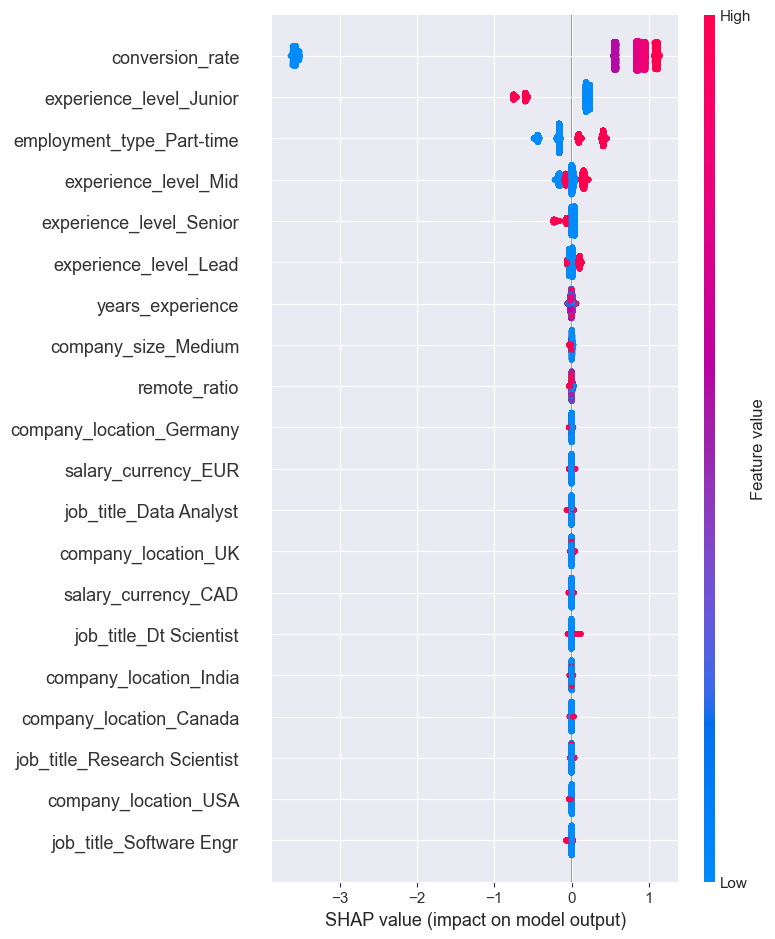 High
conversion_rate
experience_level_Junior
employment_type_Part-time
experience_level_Mid
experience_level_Senior
experience_level_Lead
years_experience
company_size_Medium
remote_ratio
company_location_Germany
salary_currency_EUR
job_title_Data Analyst
company_location_UK
salary_currency_CAD
job_title_Dt Scientist
company_location_India
company_location_Canada
job_title_Research Scientist
company_location_USA
job_title_Software Engr
Feature value
Low
−3 −2 −1 0 1
SHAP value (impact on model output)